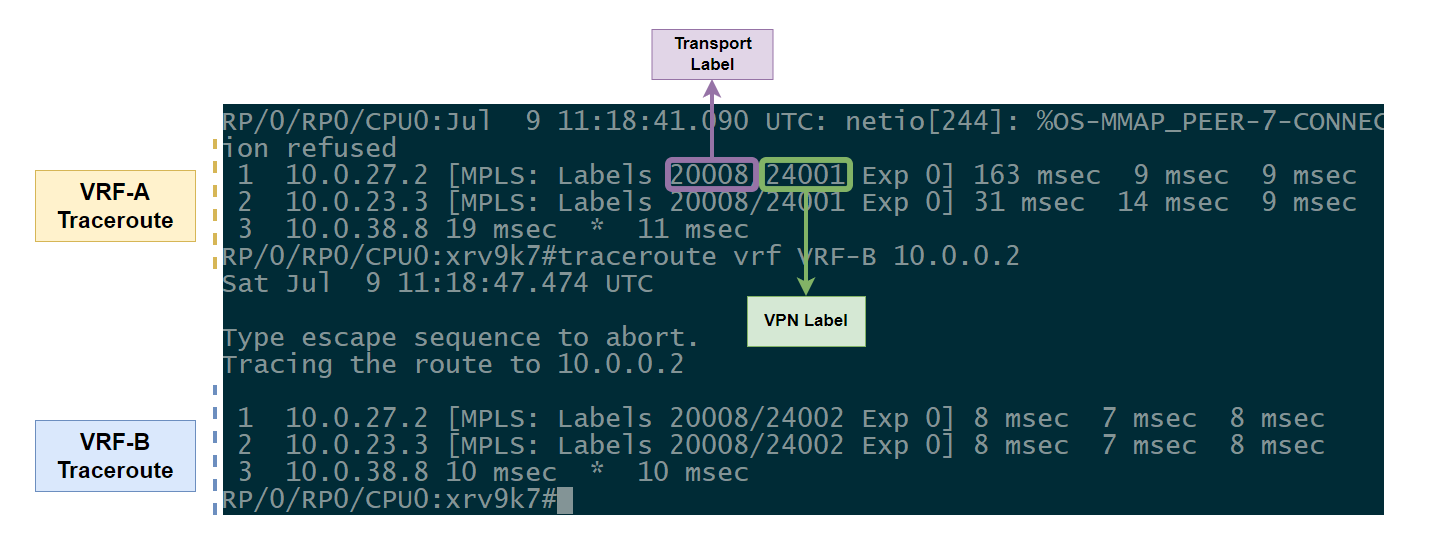 Transport
Label
RP/0/RP0/CPU0:Jul  9 11:18:41.090 UTC: netio[244]: %OS-MMAP_PEER-7-CONNEC
ion refused
VRF-A
Traceroute
1  10.0.27.2 [MPLS: Labels 20008/24001 Exp 0] 163 msec  9 msec  9 msec
2  10.0.23.3 [MPLS: Labels 20008/24001 Exp 0] 31 msec  14 msec  9 msec
3  10.0.38.8 19 msec  *  11 msec
RP/0/RP0/CPU0:xrv9k7#traceroute vrf VRF-B 10.0.0.2
Sat Jul  9 11:18:47.474 UTC
VPN Label
Type escape sequence to abort.
Tracing the route to 10.0.0.2
VRF-B
Traceroute
1  10.0.27.2 [MPLS: Labels 20008/24002 Exp 0] 8 msec  7 msec  8 msec
2  10.0.23.3 [MPLS: Labels 20008/24002 Exp 0] 8 msec  7 msec  8 msec
3  10.0.38.8 10 msec  *  10 msec
RP/0/RP0/CPU0:xrv9k7#